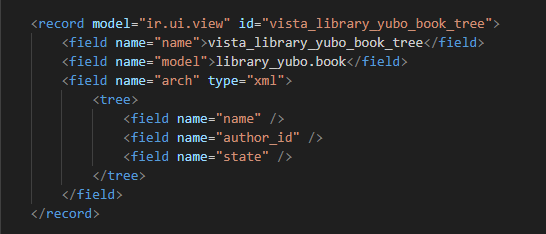 <record model="ir.ui.view" id="vista_library_yubo_book_tree">
<field name="name">vista_library_yubo_book_tree</field>
<field name="model">library_yubo.book</field>
<field name="arch" type="xml">
<tree>
<field name="name" />
<field name="author_id" />
<field name="state" />
</tree>
</field>
</record>